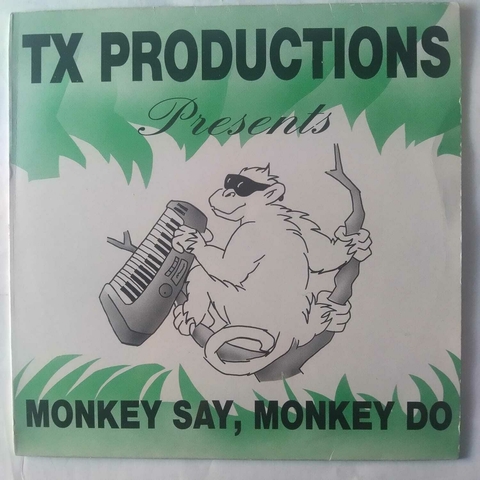 TX PRODUCTIONS
Presents
MONKEY SAY, MONKEY DO